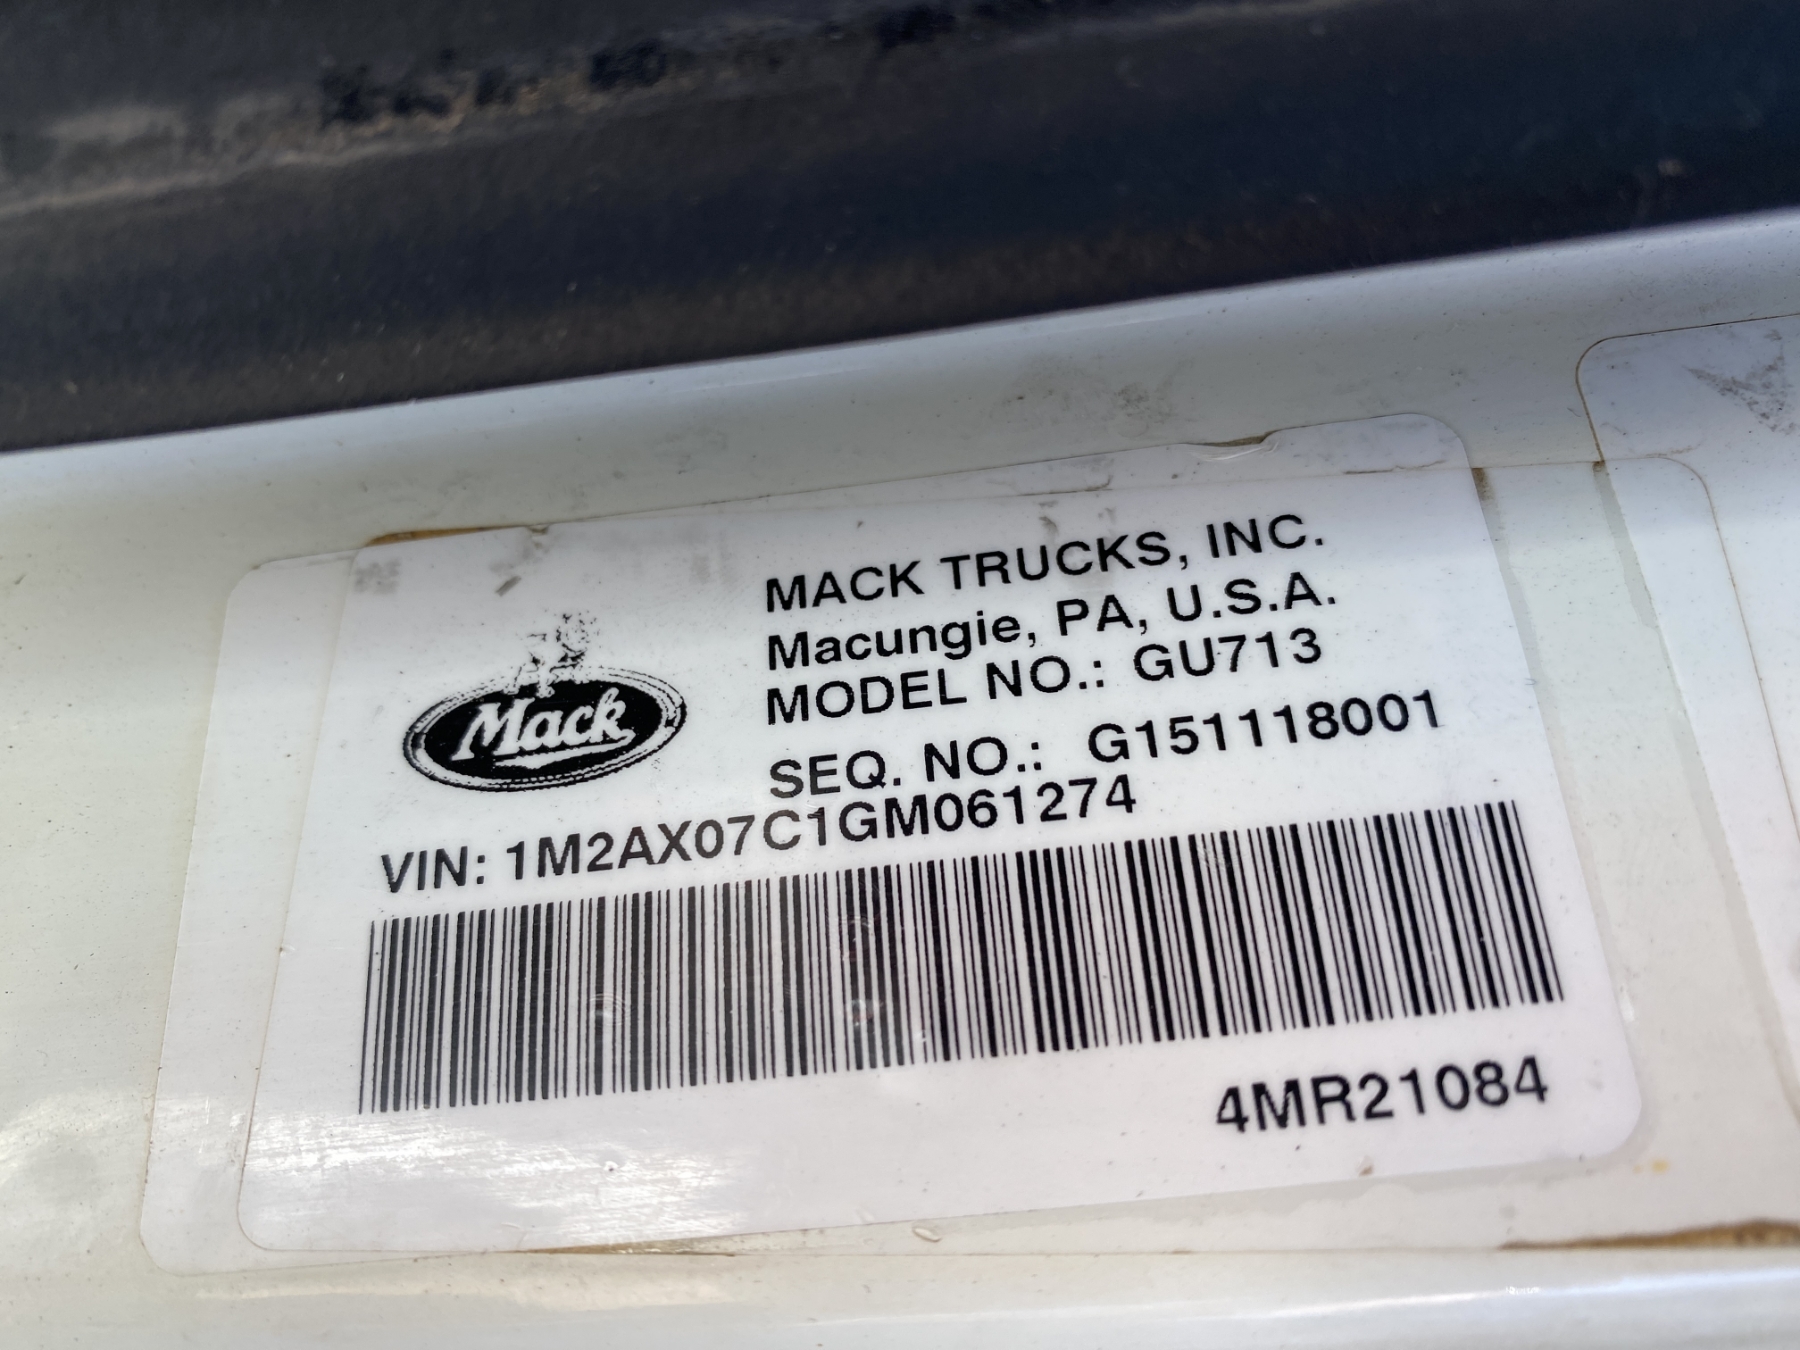 MACK TRUCKS, INC.
Macungie, PA, U.S.A.
MODEL NO.: GU713
Mack
SEQ. NO.: G151118001
VIN: 1M2AX07C1GM061274
4MR21084